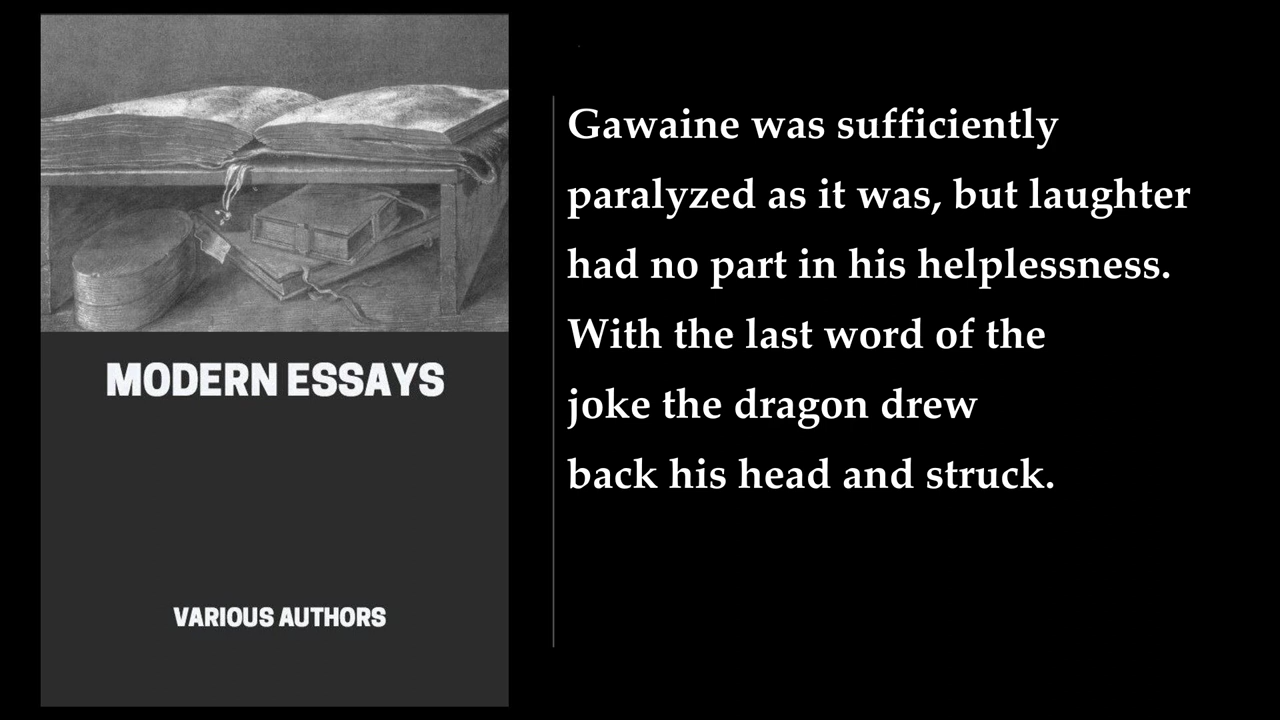 MODERN ESSAYS
VARIOUS AUTHORS
Gawaine was sufficiently
paralyzed as it was, but laughter
had no part in his helplessness.
With the last word of the
joke the dragon drew
back his head and struck.